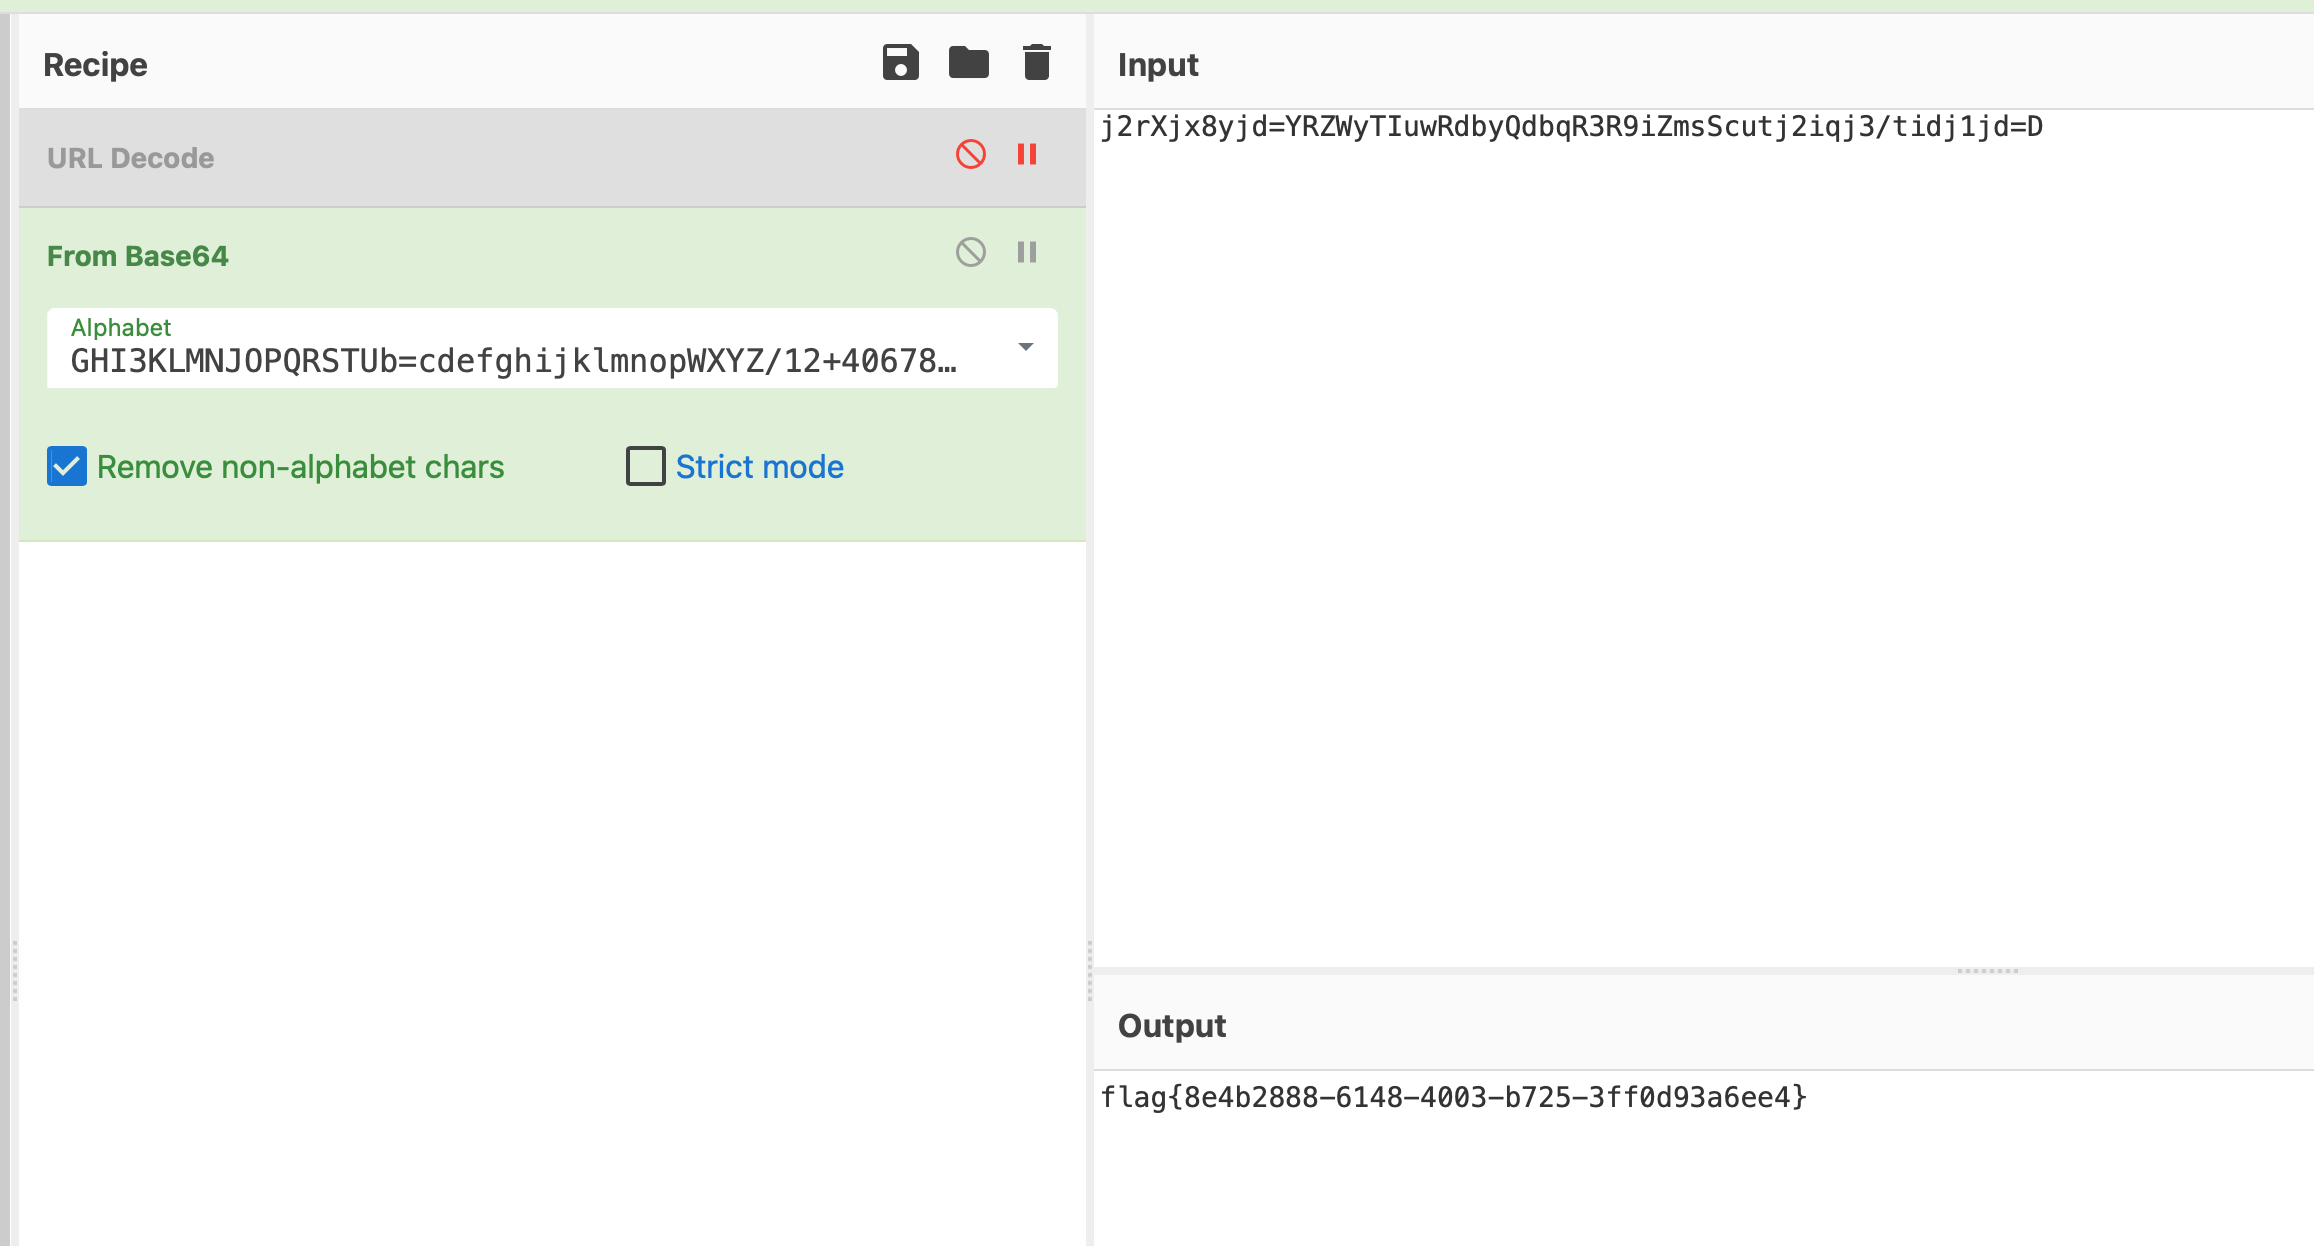 Recipe
URL Decode
From Base64
Alphabet
GHI3KLMNJOPQRSTUb=cdefghijklmnopWXYZ/12+40678…
Remove non-alphabet chars
Strict mode
Input
j2rXjx8yjd=YRZWyTIuwRdbyQdbqR3R9iZmsScutj2iqj3/tidj1jd=D
Output
flag{8e4b2888-6148-4003-b725-3ff0d93a6ee4}